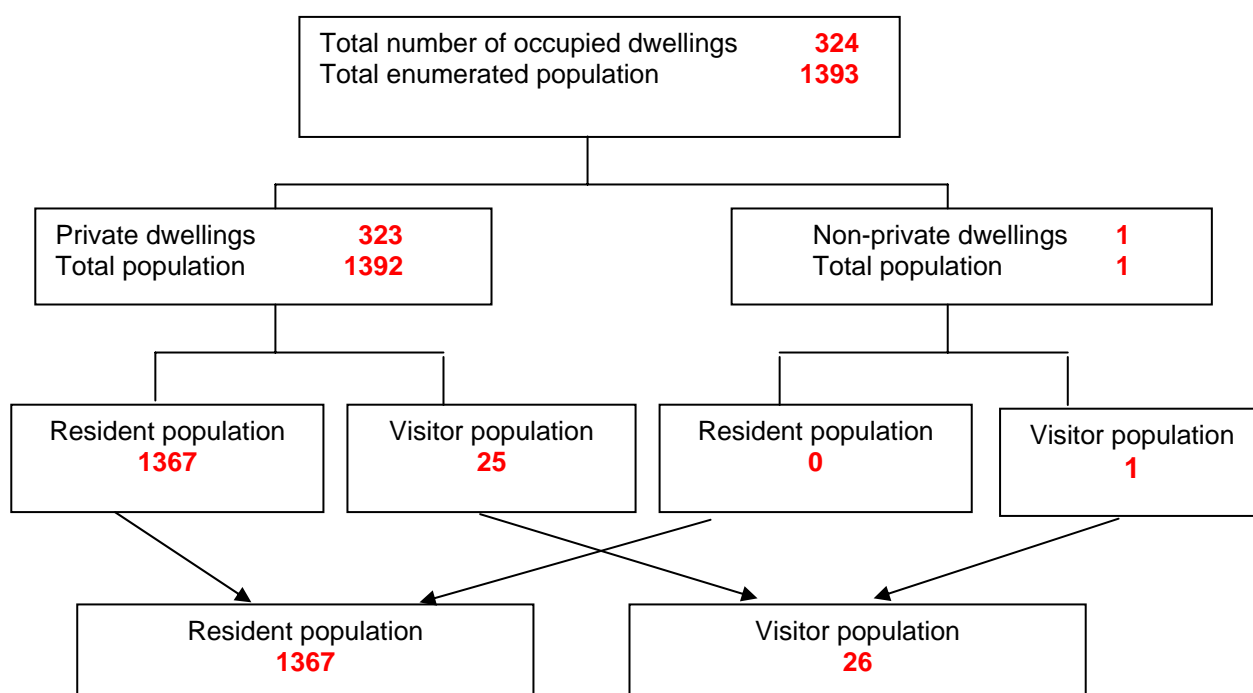 Total number of occupied dwellings 324
Total enumerated population 1393
Private dwellings 323
Total population 1392
Non-private dwellings 1
Total population 1
Resident population
1367
Visitor population
25
Resident population
0
Visitor population
1
Resident population
1367
Visitor population
26